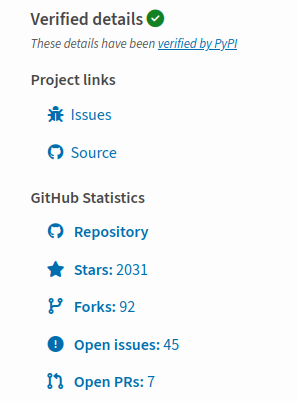 Verified details
These details have been verified by PyPI
Project links
Issues
Source
GitHub Statistics
Repository
Stars: 2031
Forks: 92
Open issues: 45
Open PRs: 7